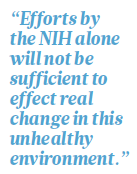 “Efforts by
the NIH alone
will not be
sufficient to
effect real
change in this
unhealthy
environment.”